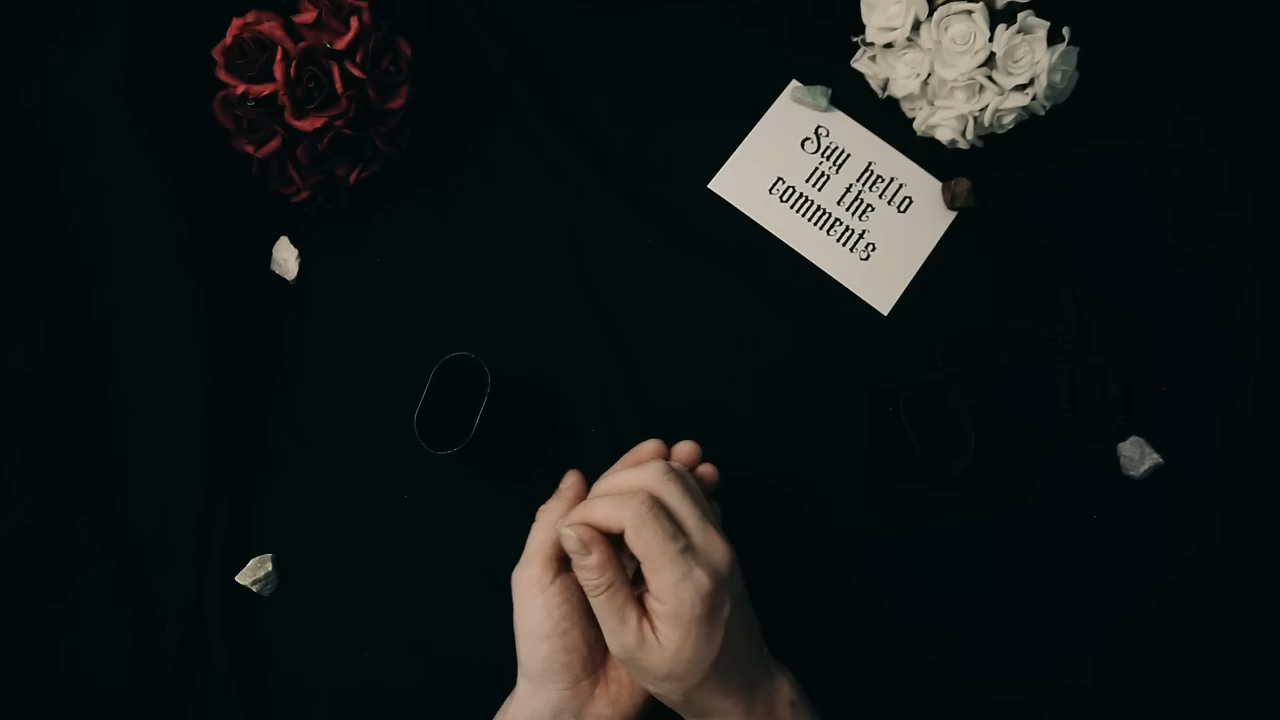 Say hello
in the
comments